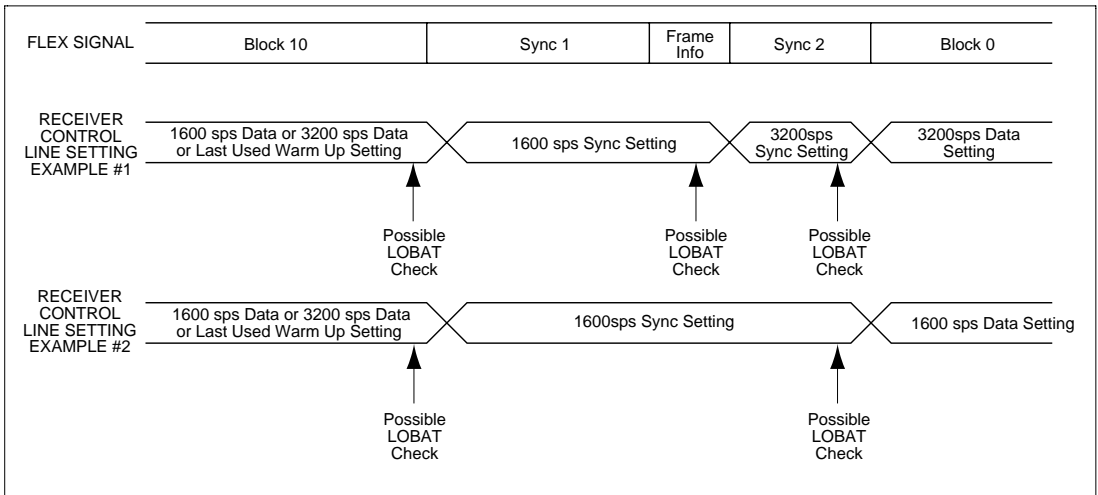 FLEX SIGNAL
Block 10
Sync 1
Frame
Info
Sync 2
Block 0
RECEIVER
CONTROL
LINE SETTING
EXAMPLE #1
1600 sps Data or 3200 sps Data
or Last Used Warm Up Setting
1600 sps Sync Setting
3200sps
Sync Setting
3200sps Data
Setting
Possible
LOBAT
Check
Possible
LOBAT
Check
Possible
LOBAT
Check
RECEIVER
CONTROL
LINE SETTING
EXAMPLE #2
1600 sps Data or 3200 sps Data
or Last Used Warm Up Setting
1600sps Sync Setting
1600 sps Data Setting
Possible
LOBAT
Check
Possible
LOBAT
Check